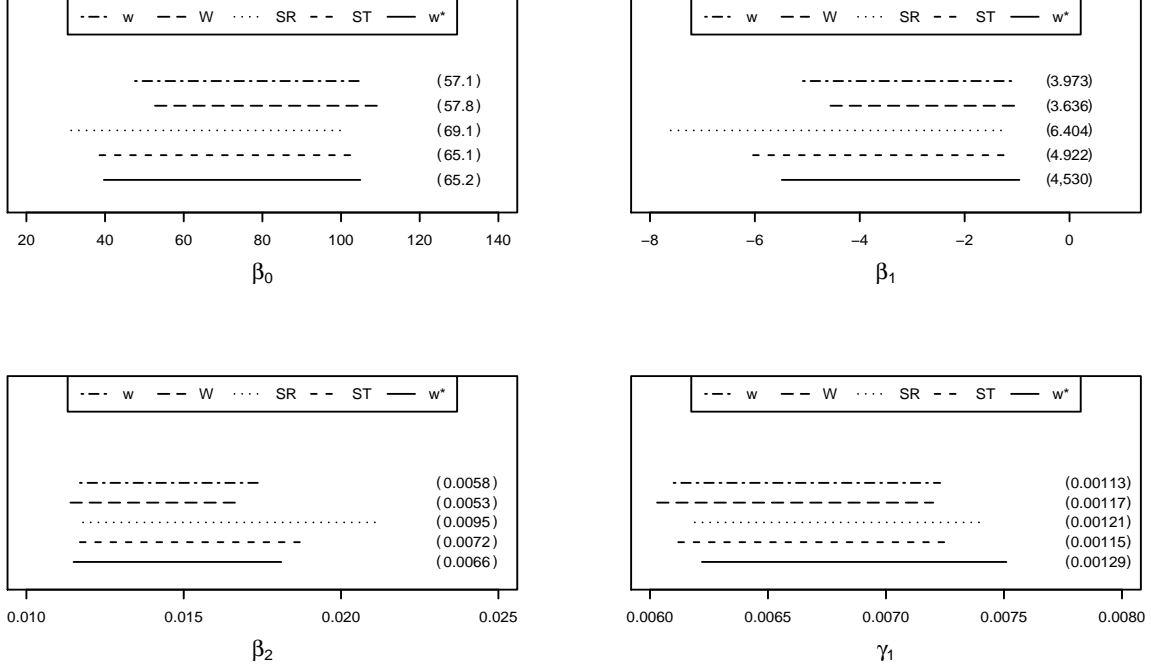 w W SR ST w*
(57.1)
(57.8)
(69.1)
(65.1)
(65.2)
20 40 60 80 100 120 140
β0
w W SR ST w*
(3.973)
(3.636)
(6.404)
(4.922)
(4,530)
−8 −6 −4 −2 0
β1
w W SR ST w*
(0.0058)
(0.0053)
(0.0095)
(0.0072)
(0.0066)
0.010 0.015 0.020 0.025
β2
w W SR ST w*
(0.00113)
(0.00117)
(0.00121)
(0.00115)
(0.00129)
0.0060 0.0065 0.0070 0.0075 0.0080
γ1